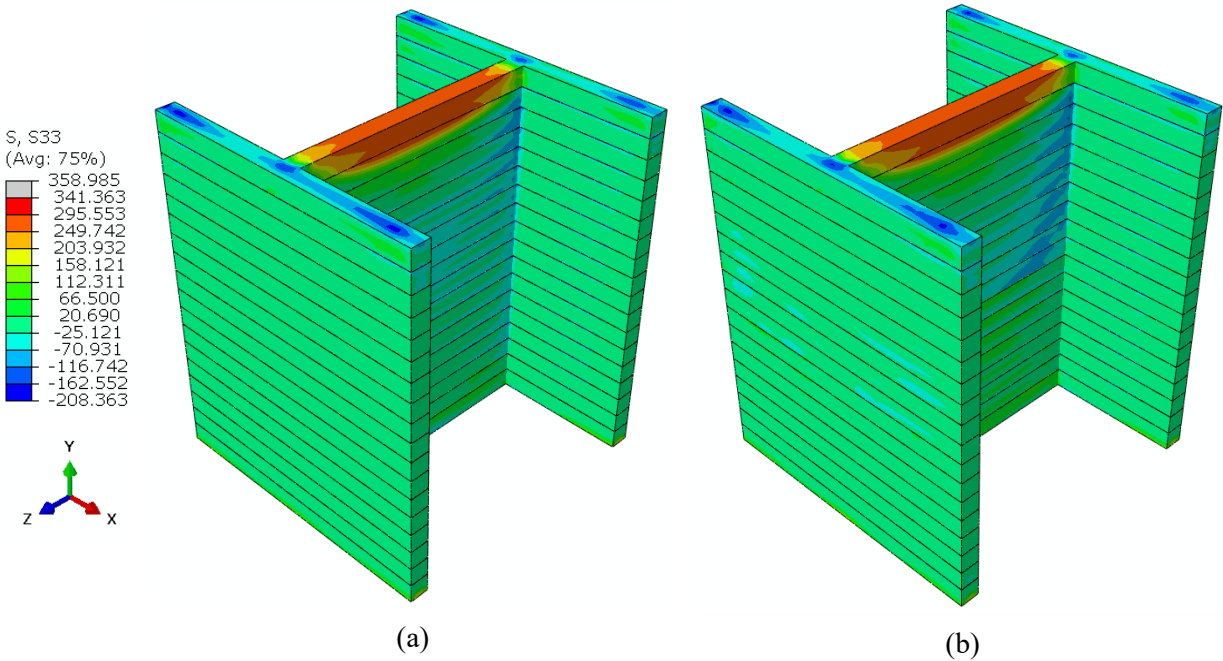 S, S33
(Avg: 75%)
358.985
341.363
295.553
249.742
203.932
158.121
112.311
66.500
20.690
-25.121
-70.931
-116.742
-162.552
-208.363
Y
Z X
(a) (b)